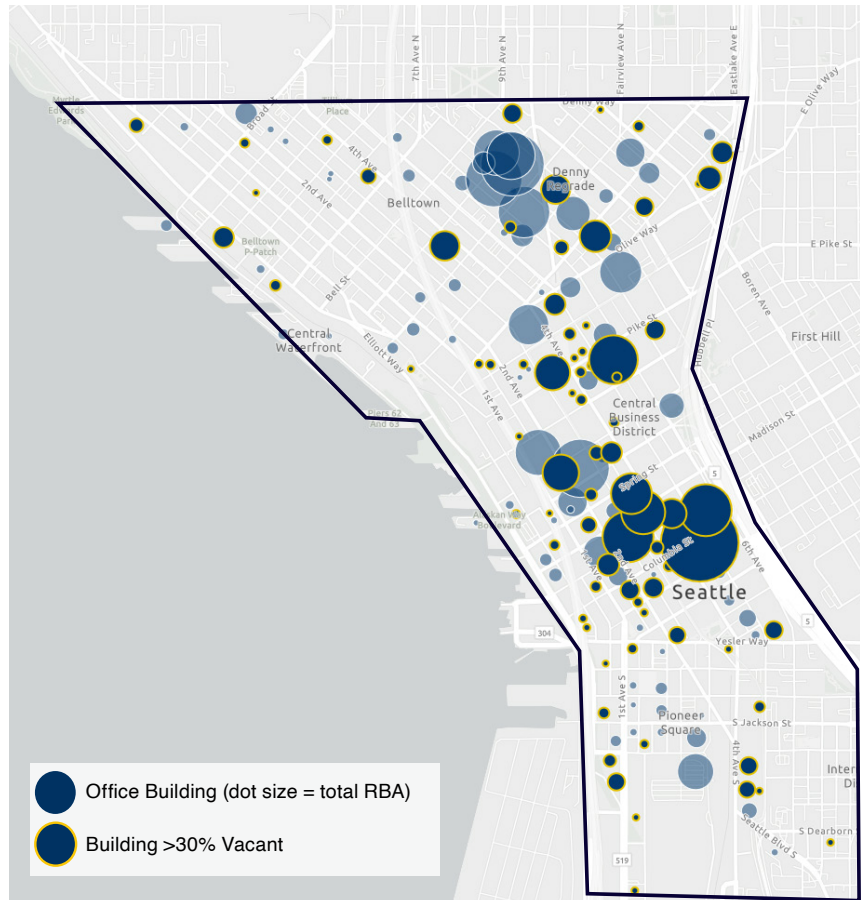 7th Ave N
9th Ave N
Fairview Ave N
Eastlake Ave E
E Olive Way
Myrtle
Edwards
Park
Broad St
Place
Denny Way
4th Ave
2nd Ave
Denny
Regrade
Belltown
Belltown
P-Patch
Olive Way
E Pike St
Bell St
Boren Ave
Central
Waterfront
Elliott Way
Pike St
Hubbell Pl
First Hill
2nd Ave
1st Ave
Central
Business
District
Piers 62
And 63
Madison St
Spring St
5
Alaskan Way
Boulevard
Columbia St
6th Ave
1st Ave
2nd Ave
Seattle
5
304
Yesler Way
1st Ave S
Pioneer
Square
S Jackson St
4th Ave S
Inter
Di
Office Building (dot size = total RBA)
Building >30% Vacant
Seattle Blvd S
S Dearborn S
519